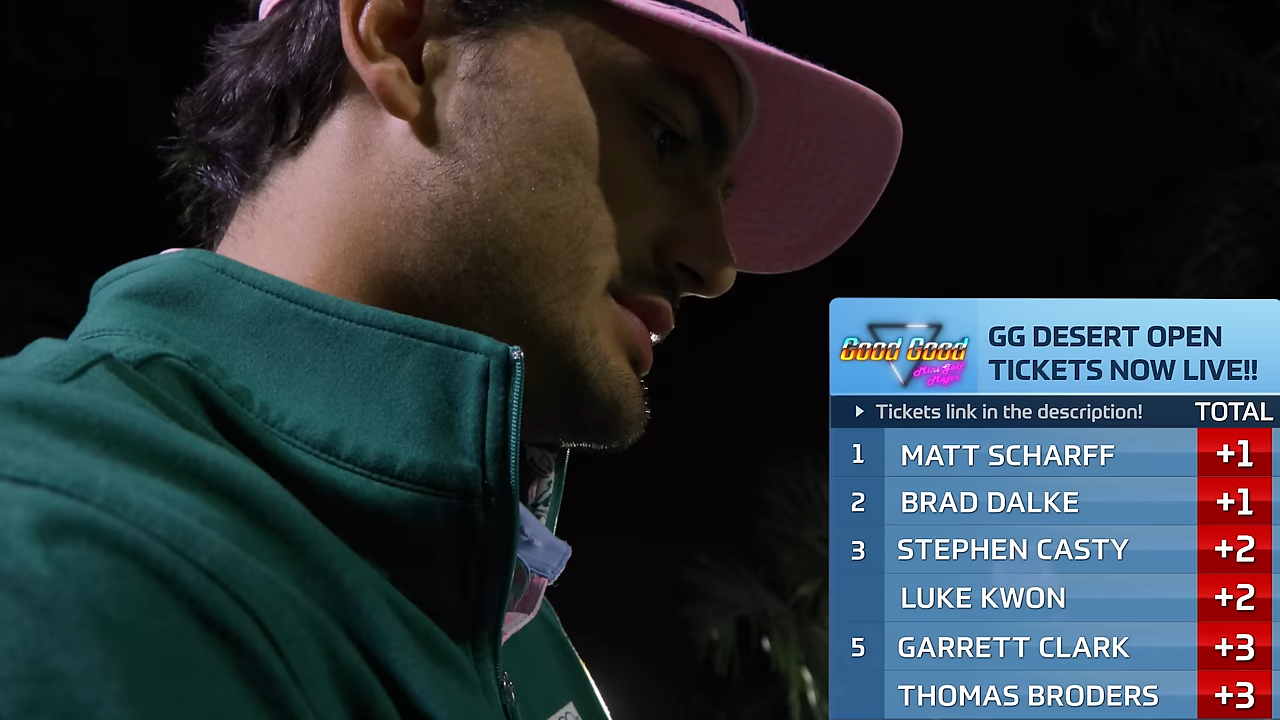 Good Good
Mini Golf
Major
GG DESERT OPEN
TICKETS NOW LIVE!!
Tickets link in the description!
TOTAL
1 MATT SCHARFF +1
2 BRAD DALKE +1
3 STEPHEN CASTY +2
LUKE KWON +2
5 GARRETT CLARK +3
THOMAS BRODERS +3